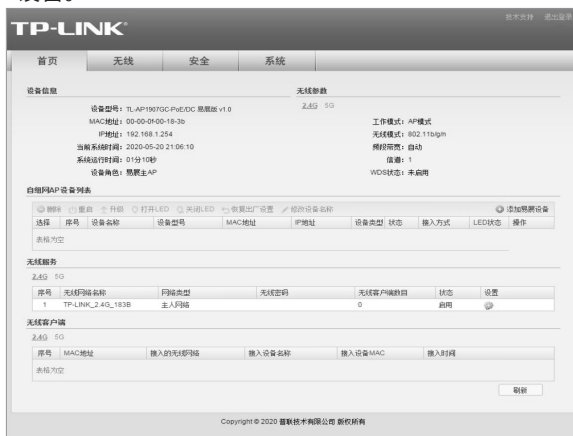 TP-LINK®
技术支持 退出登录
首页 无线 安全 系统
设备信息
设备型号: TL-AP1907GC-PoE/DC 易展版 v1.0
MAC地址: 00-00-0f-00-18-3b
IP地址: 192.168.1.254
当前系统时间: 2020-05-20 21:06:10
系统运行时间: 01分10秒
设备角色: 易展主AP
无线参数
2.4G 5G
工作模式: AP模式
无线模式: 802.11b/g/n
频段带宽: 自动
信道: 1
WDS状态: 未启用
自组网AP设备列表
删除 重启 升级 打开LED 关闭LED 恢复出厂设置 修改设备名称 添加易展设备
选择 序号 设备名称 设备型号 MAC地址 IP地址 设备类型 状态 接入方式 LED状态 操作
表格为空
无线服务
2.4G 5G
序号 无线网络名称 网络类型 无线密码 无线客户端数目 状态 设置
1 TP-LINK_2.4G_183B 主人网络 0 启用
无线客户端
2.4G 5G
序号 MAC地址 接入的无线网络 接入设备名称 接入设备MAC 接入时间
表格为空
刷新
Copyright © 2020 普联技术有限公司 版权所有